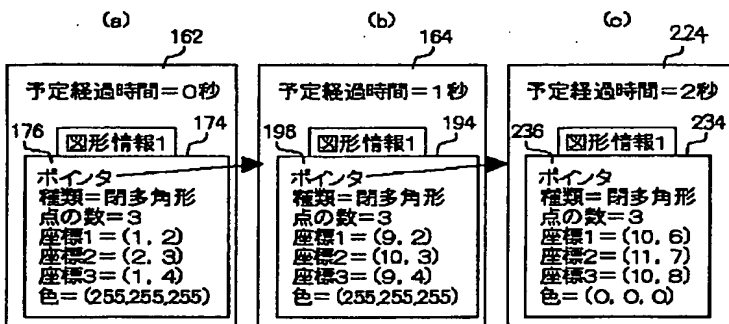 (a)
162
予定経過時間=0秒
176
図形情報1
174
ポインタ
種類=閉多角形
点の数=3
座標1=(1, 2)
座標2=(2, 3)
座標3=(1, 4)
色=(255,255,255)
(b)
164
予定経過時間=1秒
198
図形情報1
194
ポインタ
種類=閉多角形
点の数=3
座標1=(9, 2)
座標2=(10, 3)
座標3=(9, 4)
色=(255,255,255)
(c)
224
予定経過時間=2秒
236
図形情報1
234
ポインタ
種類=閉多角形
点の数=3
座標1=(10, 6)
座標2=(11, 7)
座標3=(10, 8)
色=(0, 0, 0)